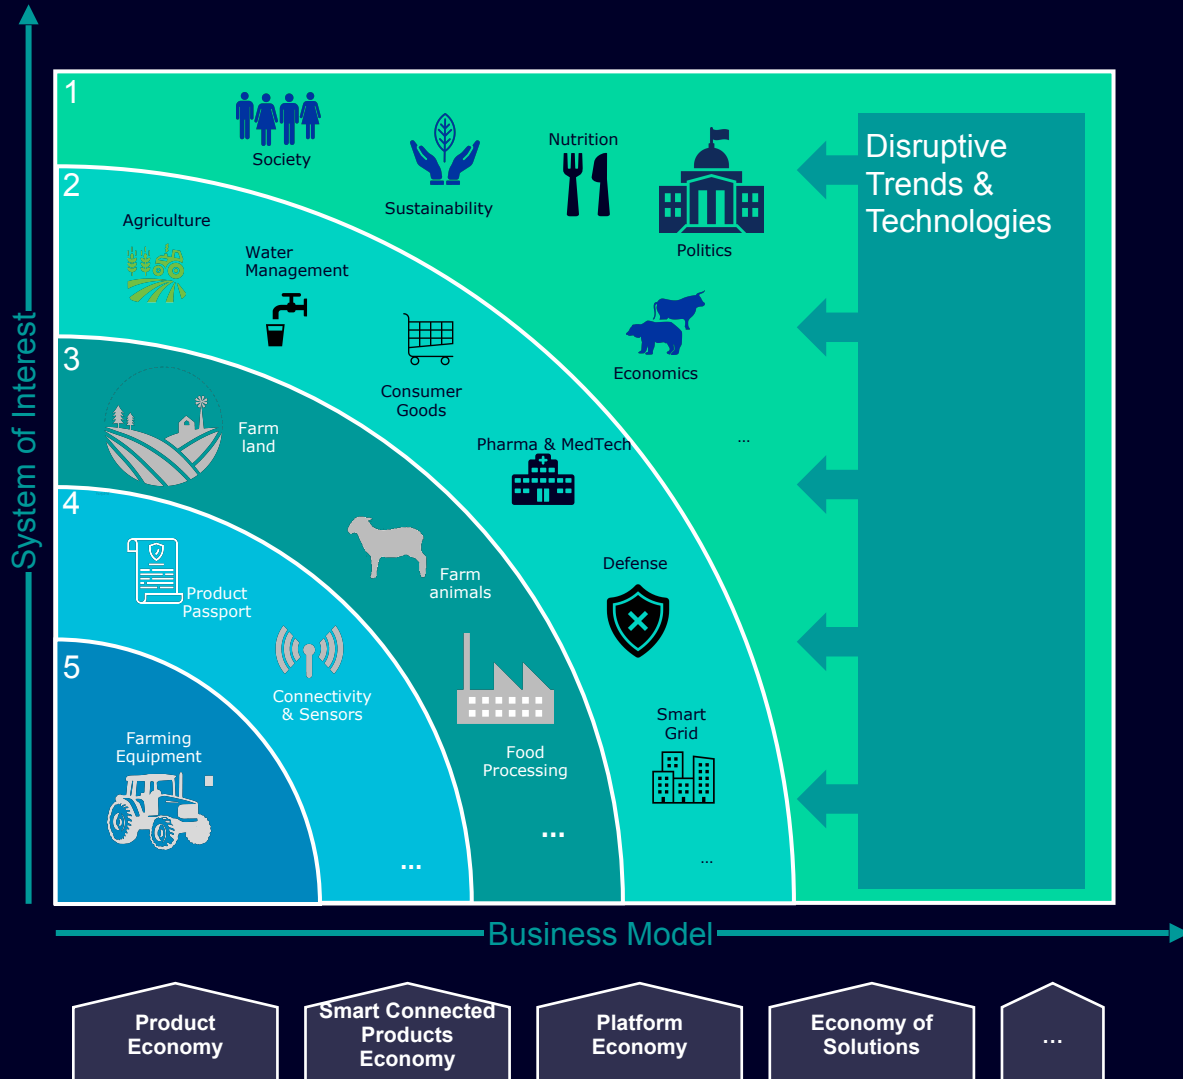 1
Society
Sustainability
Nutrition
Politics
Economics
...
Disruptive
Trends &
Technologies
2
Agriculture
Water
Management
Consumer
Goods
Pharma & MedTech
Defense
Smart
Grid
...
3
Farm
land
Farm
animals
Food
Processing
...
4
Product
Passport
Connectivity
& Sensors
...
5
Farming
Equipment
System of Interest
Business Model
Product
Economy
Smart Connected
Products
Economy
Platform
Economy
Economy of
Solutions
...